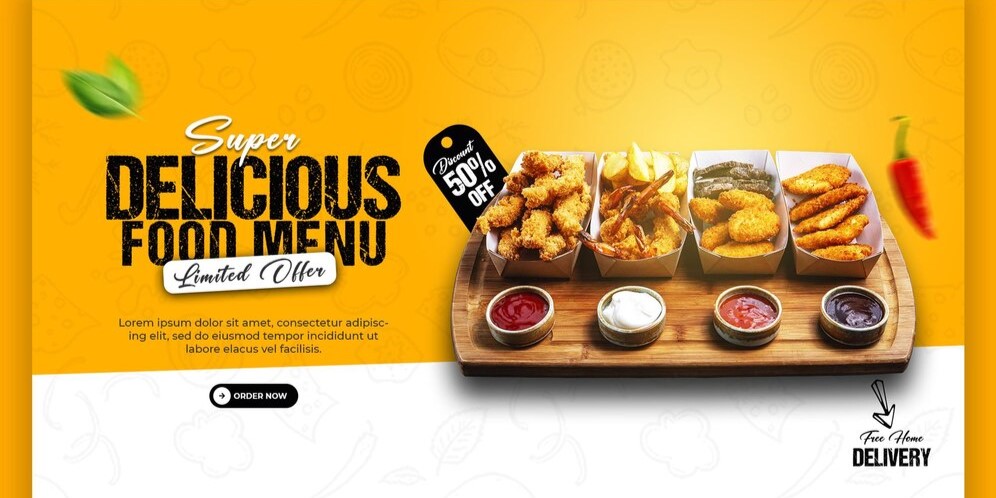 Super
DELICIOUS
FOOD MENU
Limited Offer
Discount
50%
OFF
Lorem ipsum dolor sit amet, consectetur adipisc-
ing elit, sed do eiusmod tempor incididunt ut
labore elacus vel facilisis.
ORDER NOW
Free Home
DELIVERY